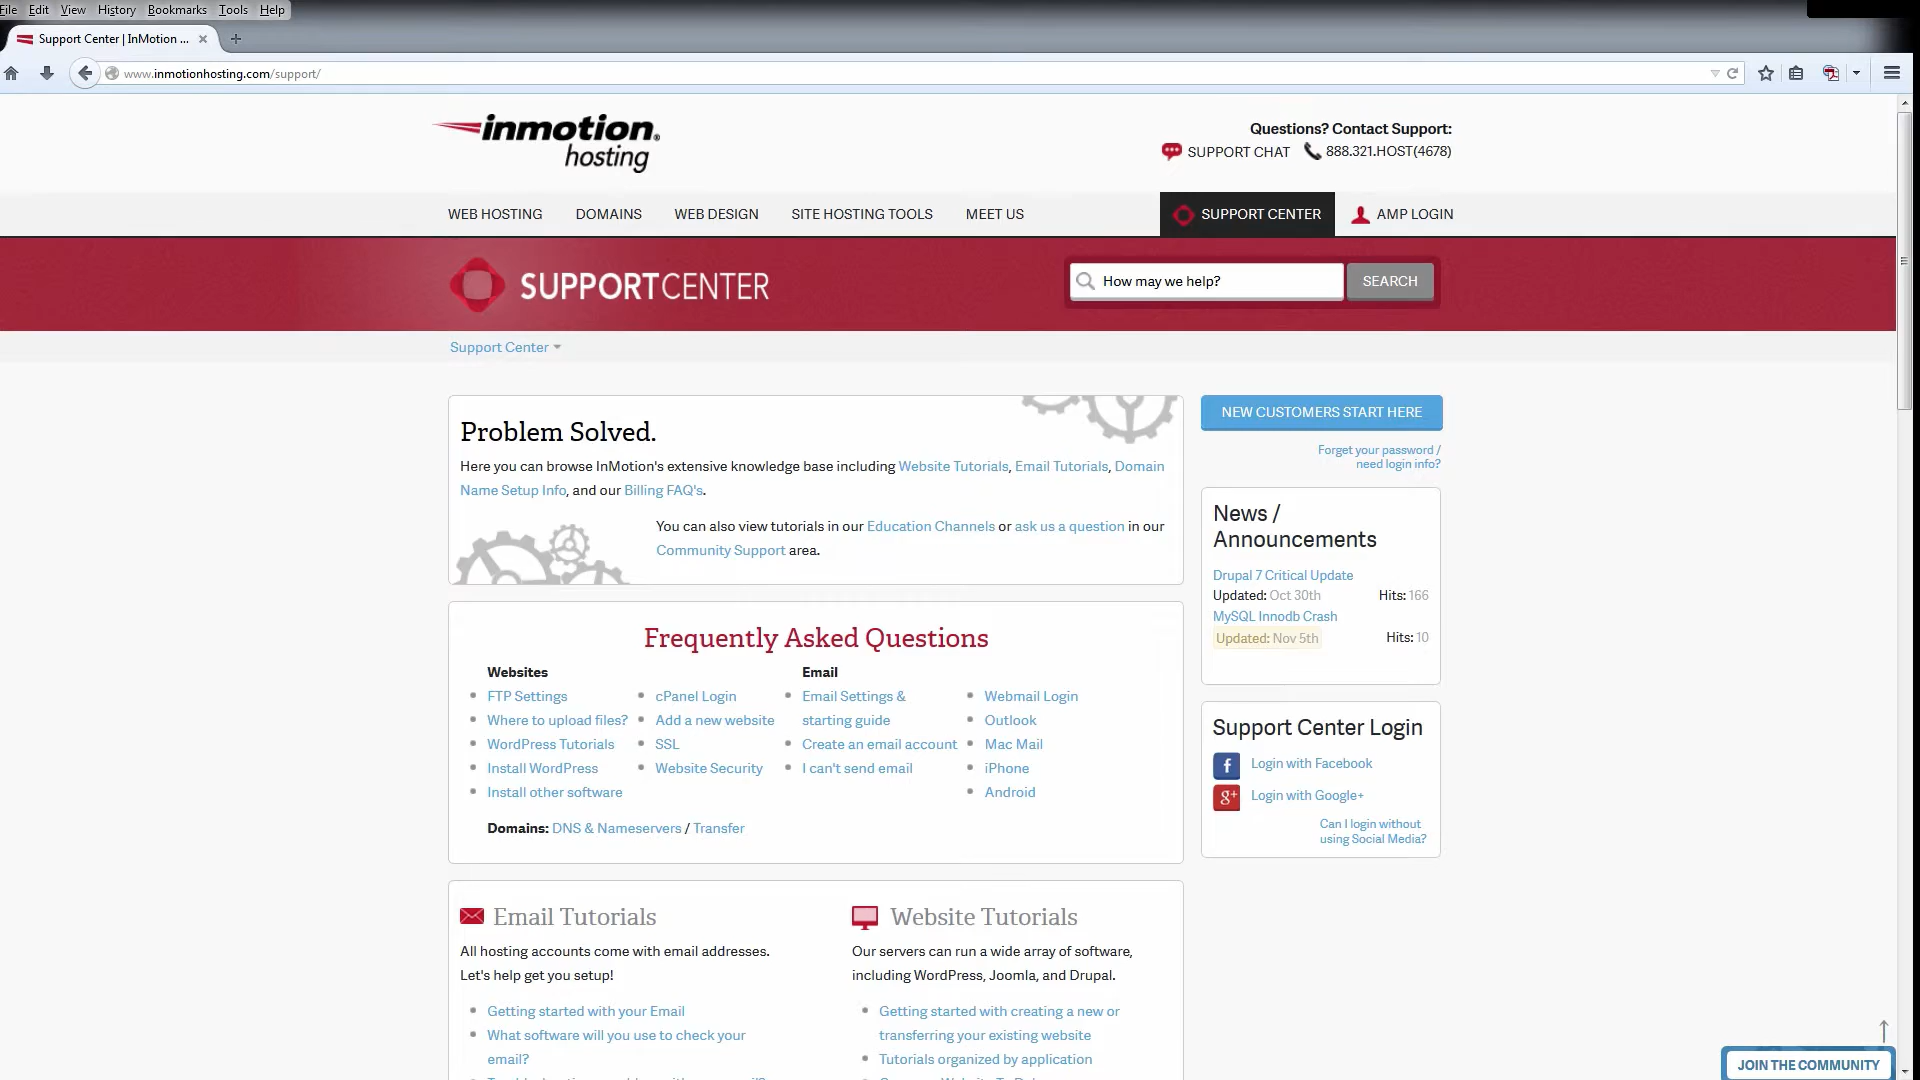 File Edit View History Bookmarks Tools Help
Support Center | InMotion ...
www.inmotionhosting.com/support/
inmotion
hosting
Questions? Contact Support:
SUPPORT CHAT 888.321.HOST(4678)
WEB HOSTING DOMAINS WEB DESIGN SITE HOSTING TOOLS MEET US SUPPORT CENTER AMP LOGIN
SUPPORTCENTER
How may we help? SEARCH
Support Center
Problem Solved.
Here you can browse InMotion's extensive knowledge base including Website Tutorials, Email Tutorials, Domain
Name Setup Info, and our Billing FAQ's.
You can also view tutorials in our Education Channels or ask us a question in our
Community Support area.
NEW CUSTOMERS START HERE
Forget your password /
need login info?
News /
Announcements
Drupal 7 Critical Update
Updated: Oct 30th Hits: 166
MySQL Innodb Crash
Updated: Nov 5th Hits: 10
Frequently Asked Questions
Websites
FTP Settings
Where to upload files?
WordPress Tutorials
Install WordPress
Install other software
cPanel Login
Add a new website
SSL
Website Security
Email
Email Settings &
starting guide
Create an email account
I can't send email
Webmail Login
Outlook
Mac Mail
iPhone
Android
Domains: DNS & Nameservers / Transfer
Support Center Login
f Login with Facebook
g+ Login with Google+
Can I login without
using Social Media?
Email Tutorials
All hosting accounts come with email addresses.
Let's help get you setup!
Getting started with your Email
What software will you use to check your
email?
Website Tutorials
Our servers can run a wide array of software,
including WordPress, Joomla, and Drupal.
Getting started with creating a new or
transferring your existing website
Tutorials organized by application
JOIN THE COMMUNITY